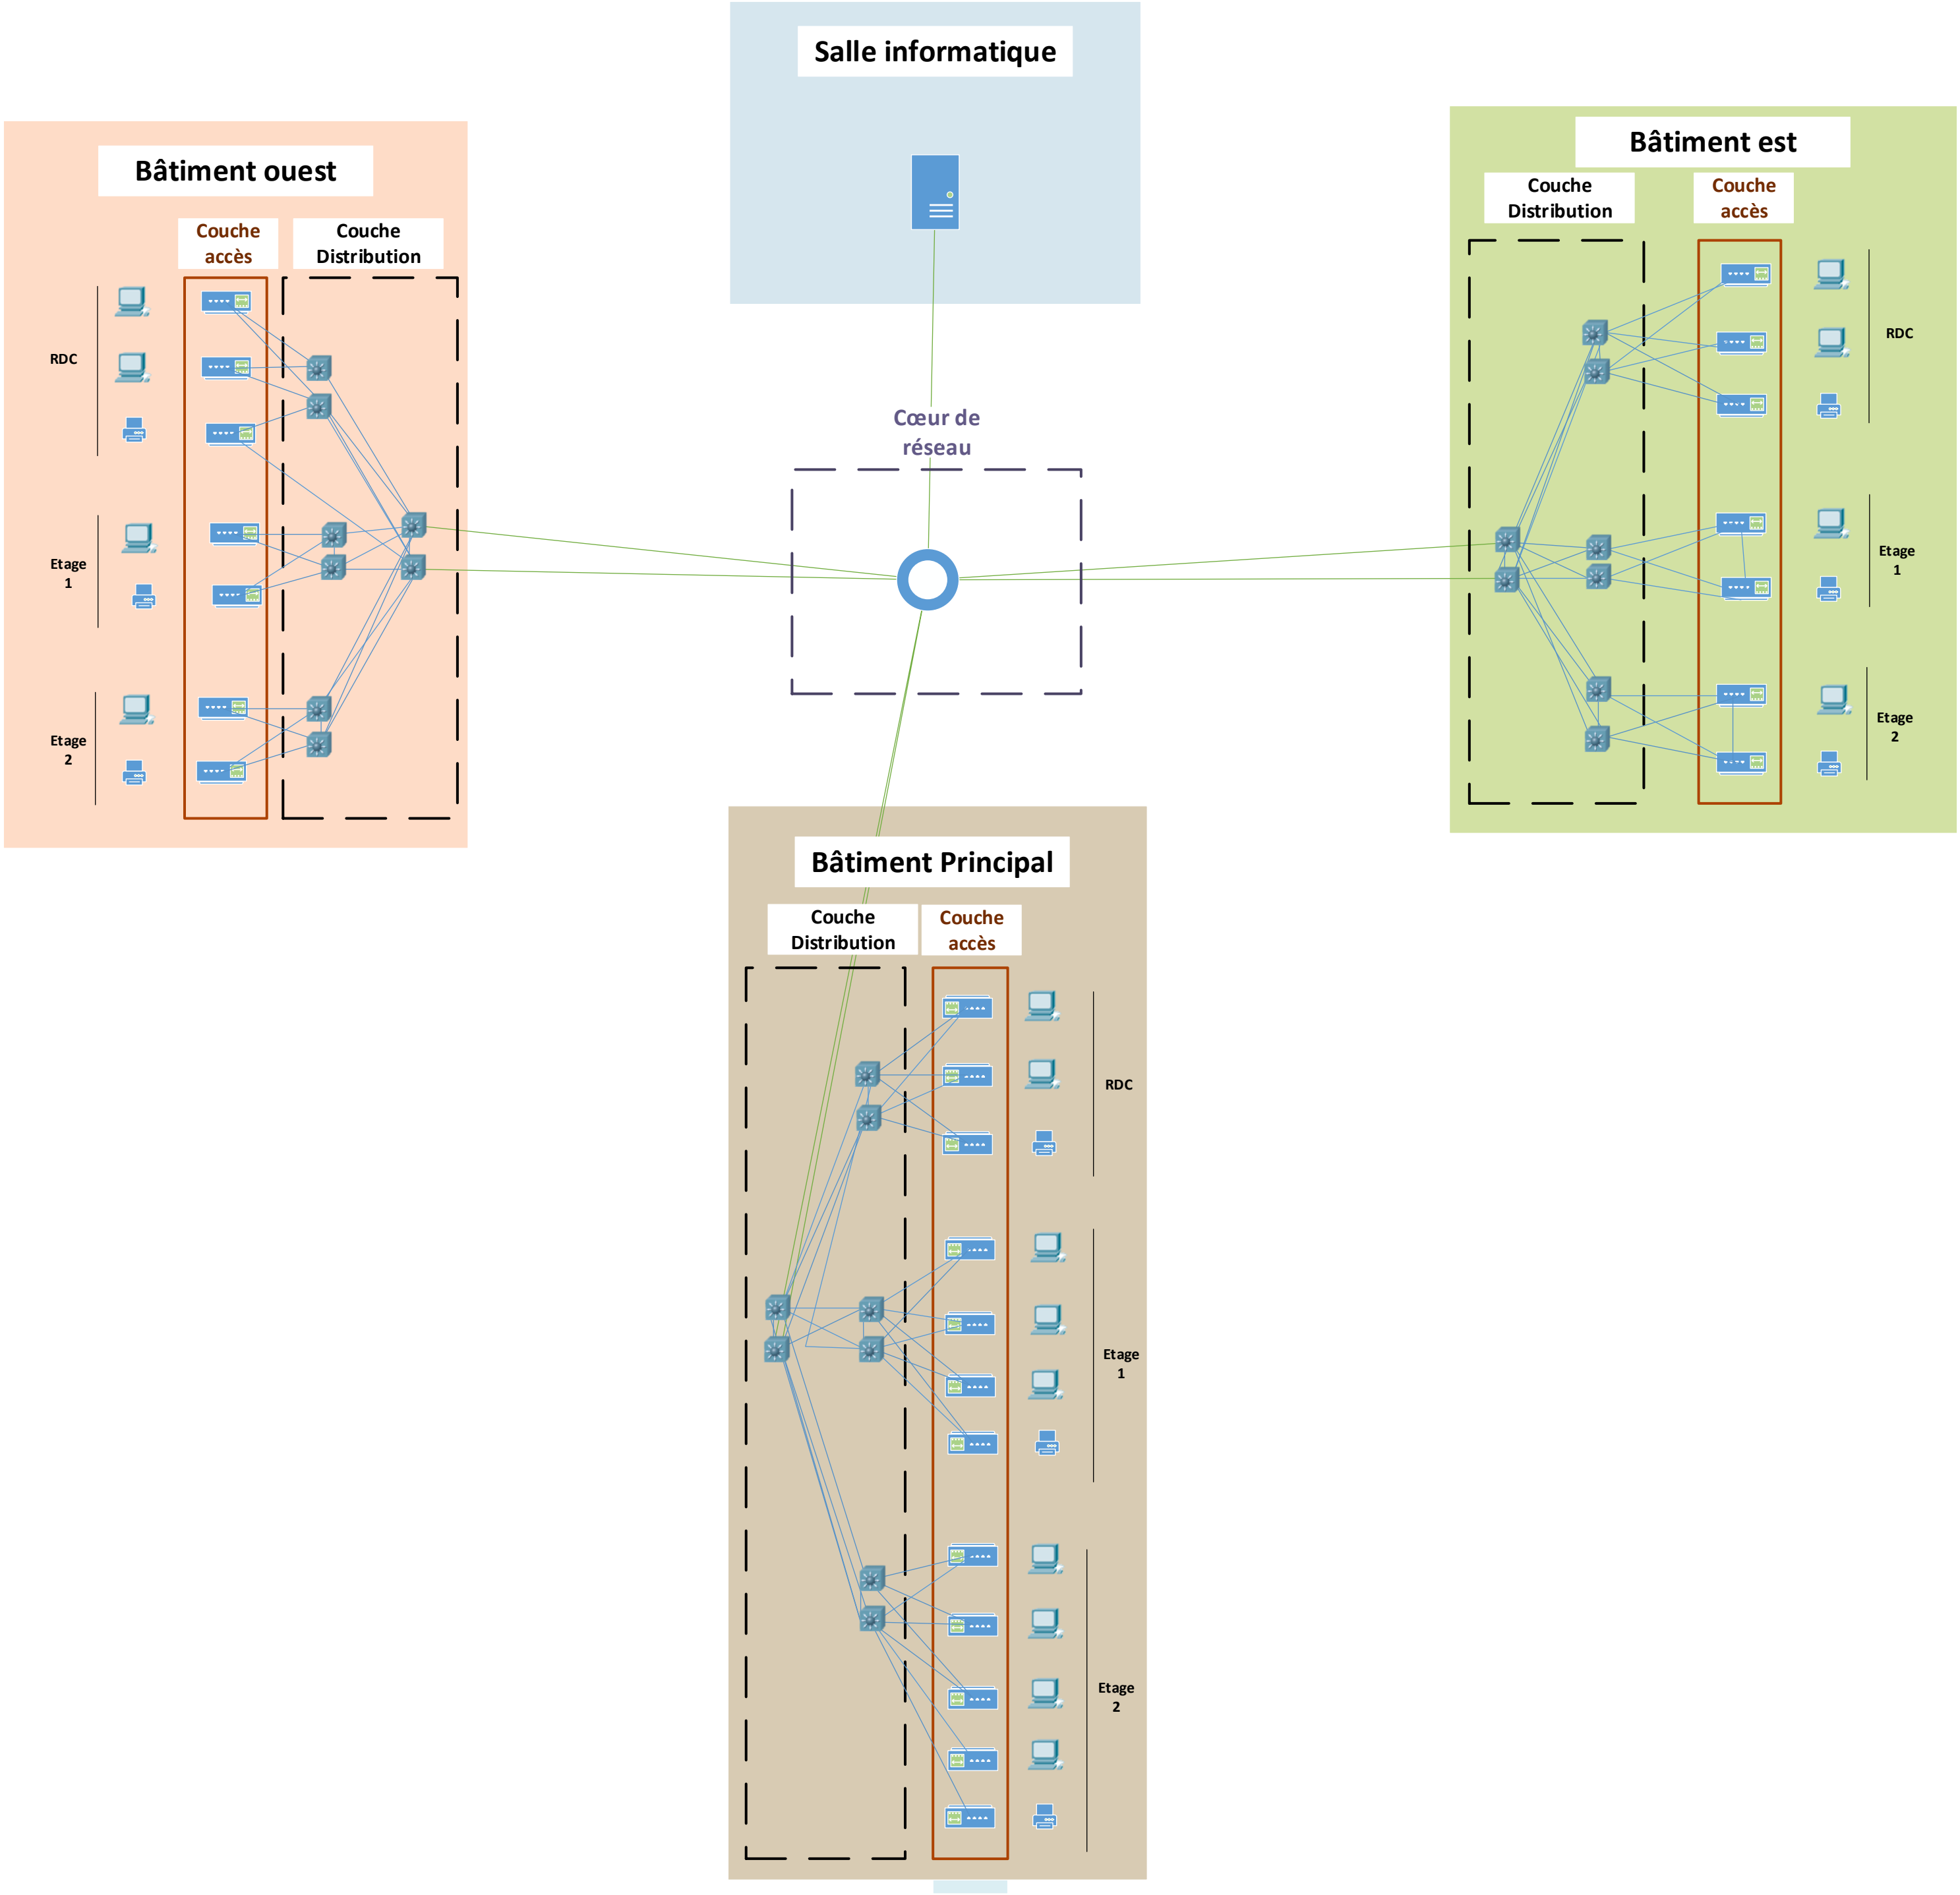 Salle informatique
Bâtiment ouest
Couche
accès
Couche
Distribution
RDC
Etage
1
Etage
2
Cœur de
réseau
Bâtiment est
Couche
Distribution
Couche
accès
RDC
Etage
1
Etage
2
Bâtiment Principal
Couche
Distribution
Couche
accès
RDC
Etage
1
Etage
2